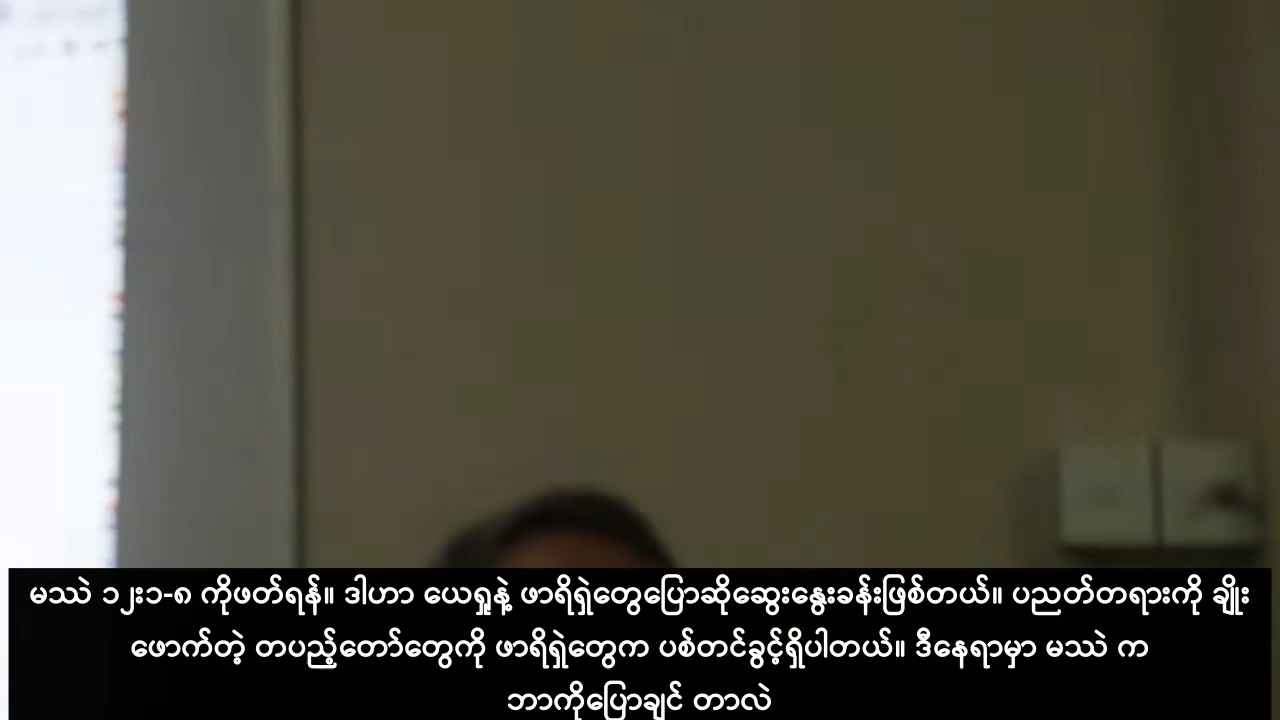 မဿဲ ၁၂း၁-၈ ကိုဖတ်ရန်။ ဒါဟာ ယေရှုနဲ့ ဖာရိရှဲတွေပြောဆိုဆွေးနွေးခန်းဖြစ်တယ်။ ပညတ်တရားကို ချိုး
ဖောက်တဲ့ တပည့်တော်တွေကို ဖာရိရှဲတွေက ပစ်တင်ခွင့်ရှိပါတယ်။ ဒီနေရာမှာ မဿဲ က
ဘာကိုပြောချင် တာလဲ